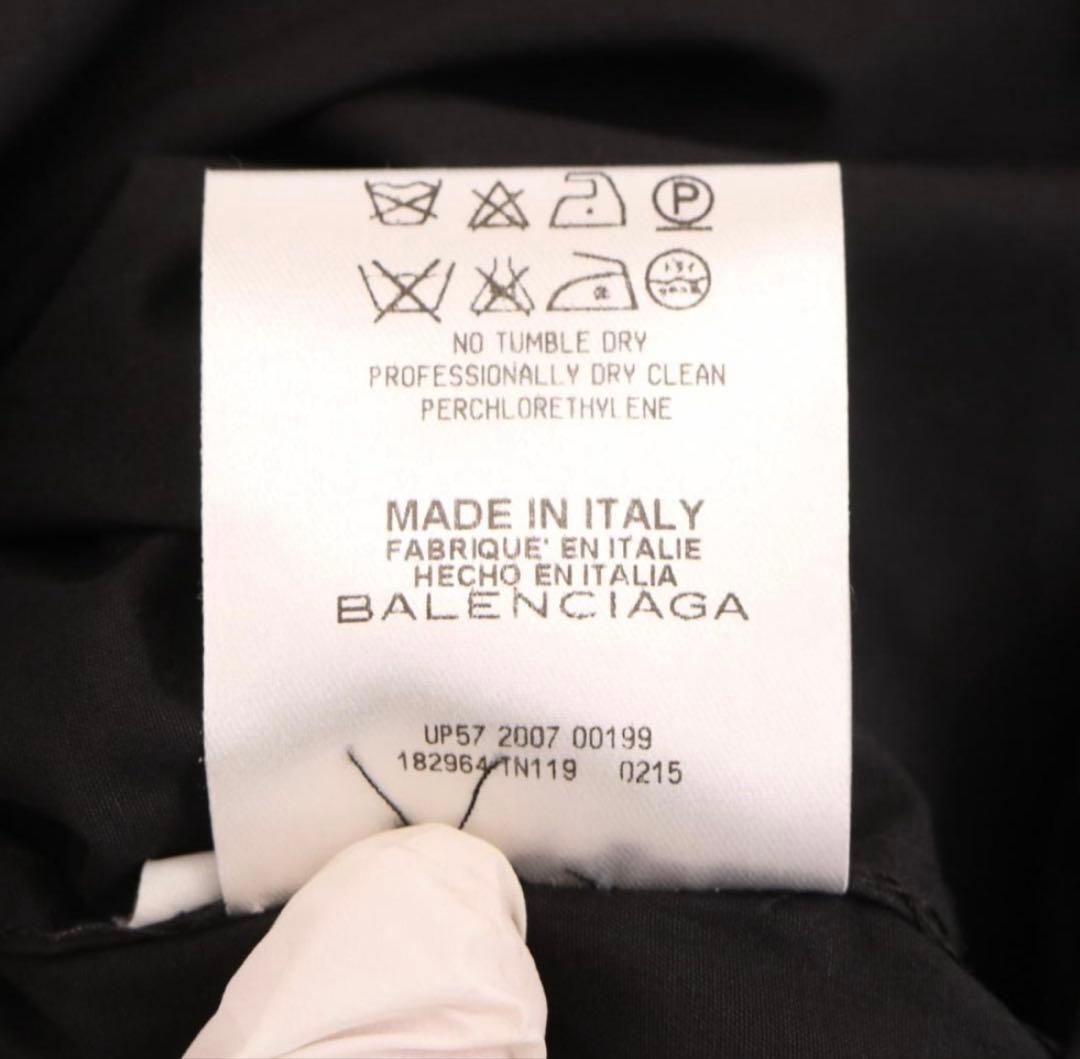 P
NO TUMBLE DRY
PROFESSIONALLY DRY CLEAN
PERCHLORETHYLENE
MADE IN ITALY
FABRIQUE' EN ITALIE
HECHO EN ITALIA
BALENCIAGA
UP57 2007 00199
182964 TN119 0215